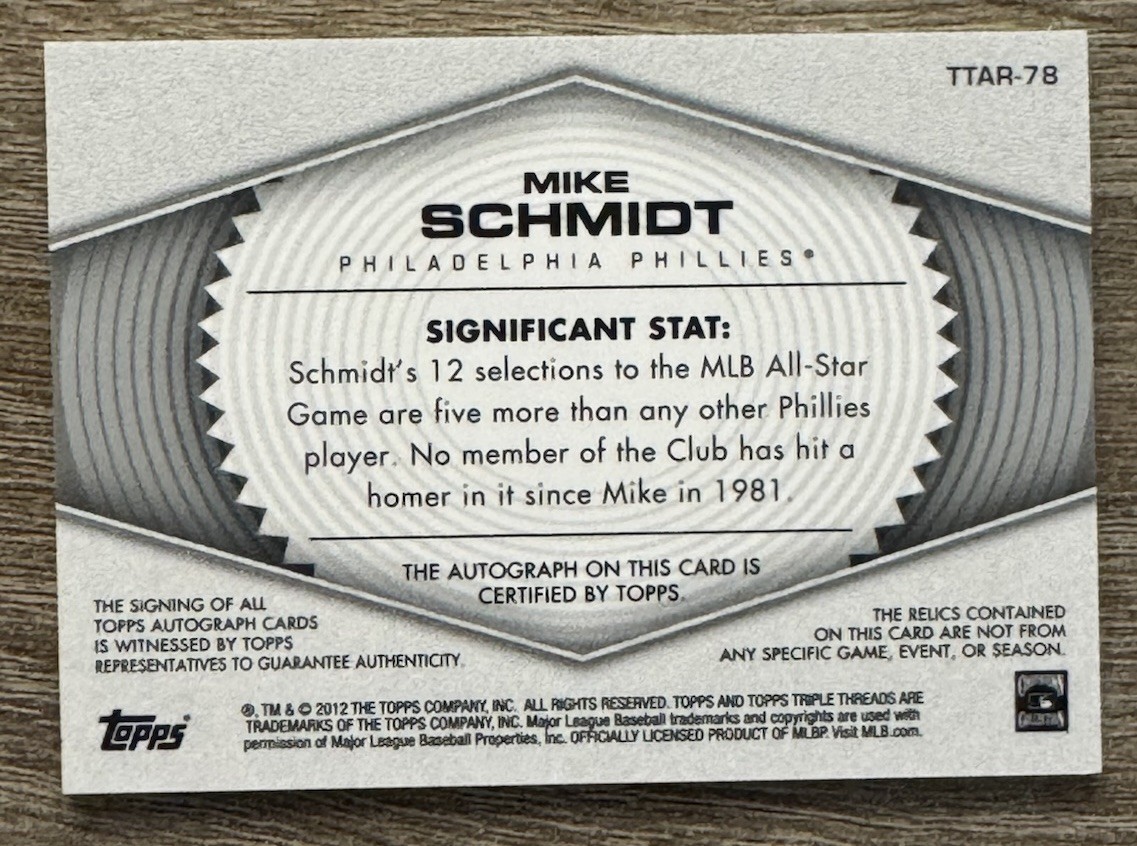 TTAR-78
MIKE
SCHMIDT
PHILADELPHIA PHILLIES®
SIGNIFICANT STAT:
Schmidt's 12 selections to the MLB All-Star
Game are five more than any other Phillies
player. No member of the Club has hit a
homer in it since Mike in 1981.
THE AUTOGRAPH ON THIS CARD IS
CERTIFIED BY TOPPS.
THE SIGNING OF ALL
TOPPS AUTOGRAPH CARDS
IS WITNESSED BY TOPPS
REPRESENTATIVES TO GUARANTEE AUTHENTICITY.
THE RELICS CONTAINED
ON THIS CARD ARE NOT FROM
ANY SPECIFIC GAME, EVENT, OR SEASON.
topps®
®, TM & © 2012 THE TOPPS COMPANY, INC. ALL RIGHTS RESERVED. TOPPS AND TOPPS TRIPLE THREADS ARE
TRADEMARKS OF THE TOPPS COMPANY, INC. Major League Baseball trademarks and copyrights are used with
permission of Major League Baseball Properties, Inc. OFFICIALLY LICENSED PRODUCT OF MLBP. Visit MLB.com.